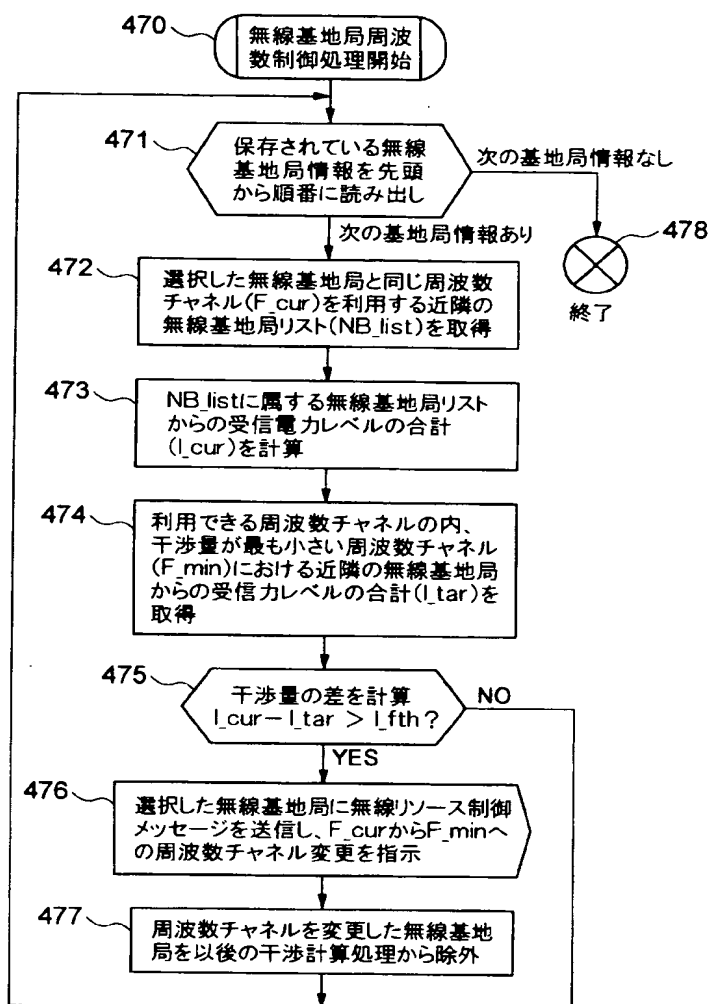 470
無線基地局周波
数制御処理開始
471
保存されている無線
基地局情報を先頭
から順番に読み出し
次の基地局情報なし
次の基地局情報あり
478
終了
472
選択した無線基地局と同じ周波数
チャネル(F_cur)を利用する近隣の
無線基地局リスト(NB_list)を取得
473
NB_listに属する無線基地局リスト
からの受信電力レベルの合計
(I_cur)を計算
474
利用できる周波数チャネルの内、
干渉量が最も小さい周波数チャネル
(F_min)における近隣の無線基地局
からの受信力レベルの合計(I_tar)を
取得
475
干渉量の差を計算
I_cur－I_tar ＞ I_fth？
NO
YES
476
選択した無線基地局に無線リソース制御
メッセージを送信し、F_curからF_minへ
の周波数チャネル変更を指示
477
周波数チャネルを変更した無線基地
局を以後の干渉計算処理から除外